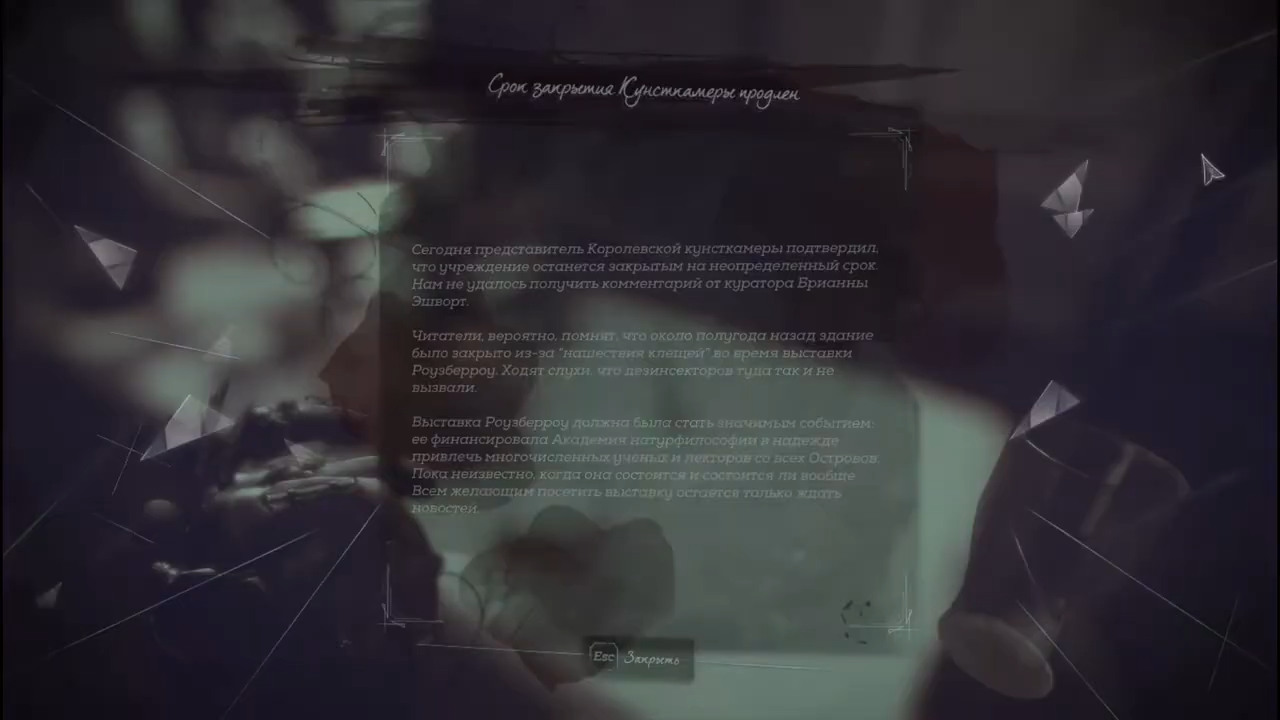 Срок закрытия Кунсткамеры продлен
Сегодня представитель Королевской кунсткамеры подтвердил,
что учреждение останется закрытым на неопределенный срок.
Нам не удалось получить комментарий от куратора Брианны
Эшворт.
Читатели, вероятно, помнят, что около полугода назад здание
было закрыто из-за "нашествия клещей" во время выставки
Роузберроу. Ходят слухи, что дезинсекторов туда так и не
вызвали.
Выставка Роузберроу должна была стать значимым событием:
ее финансировала Академия натурфилософии в надежде
привлечь многочисленных ученых и лекторов со всех Островов.
Пока неизвестно, когда она состоится и состоится ли вообще
Всем желающим посетить выставку остается только ждать
новостей.
Esc Закрыть